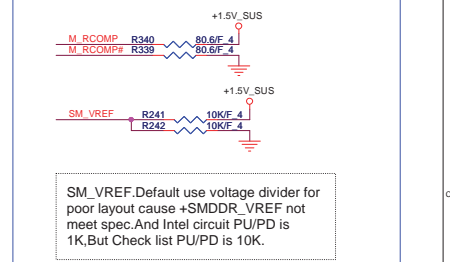 +1.5V_SUS
M_RCOMP R340 80.6/F_4
M_RCOMP# R339 80.6/F_4
+1.5V_SUS
SM_VREF R241 10K/F_4
R242 10K/F_4
SM_VREF.Default use voltage divider for
poor layout cause +SMDDR_VREF not
meet spec.And Intel circuit PU/PD is
1K,But Check list PU/PD is 10K.